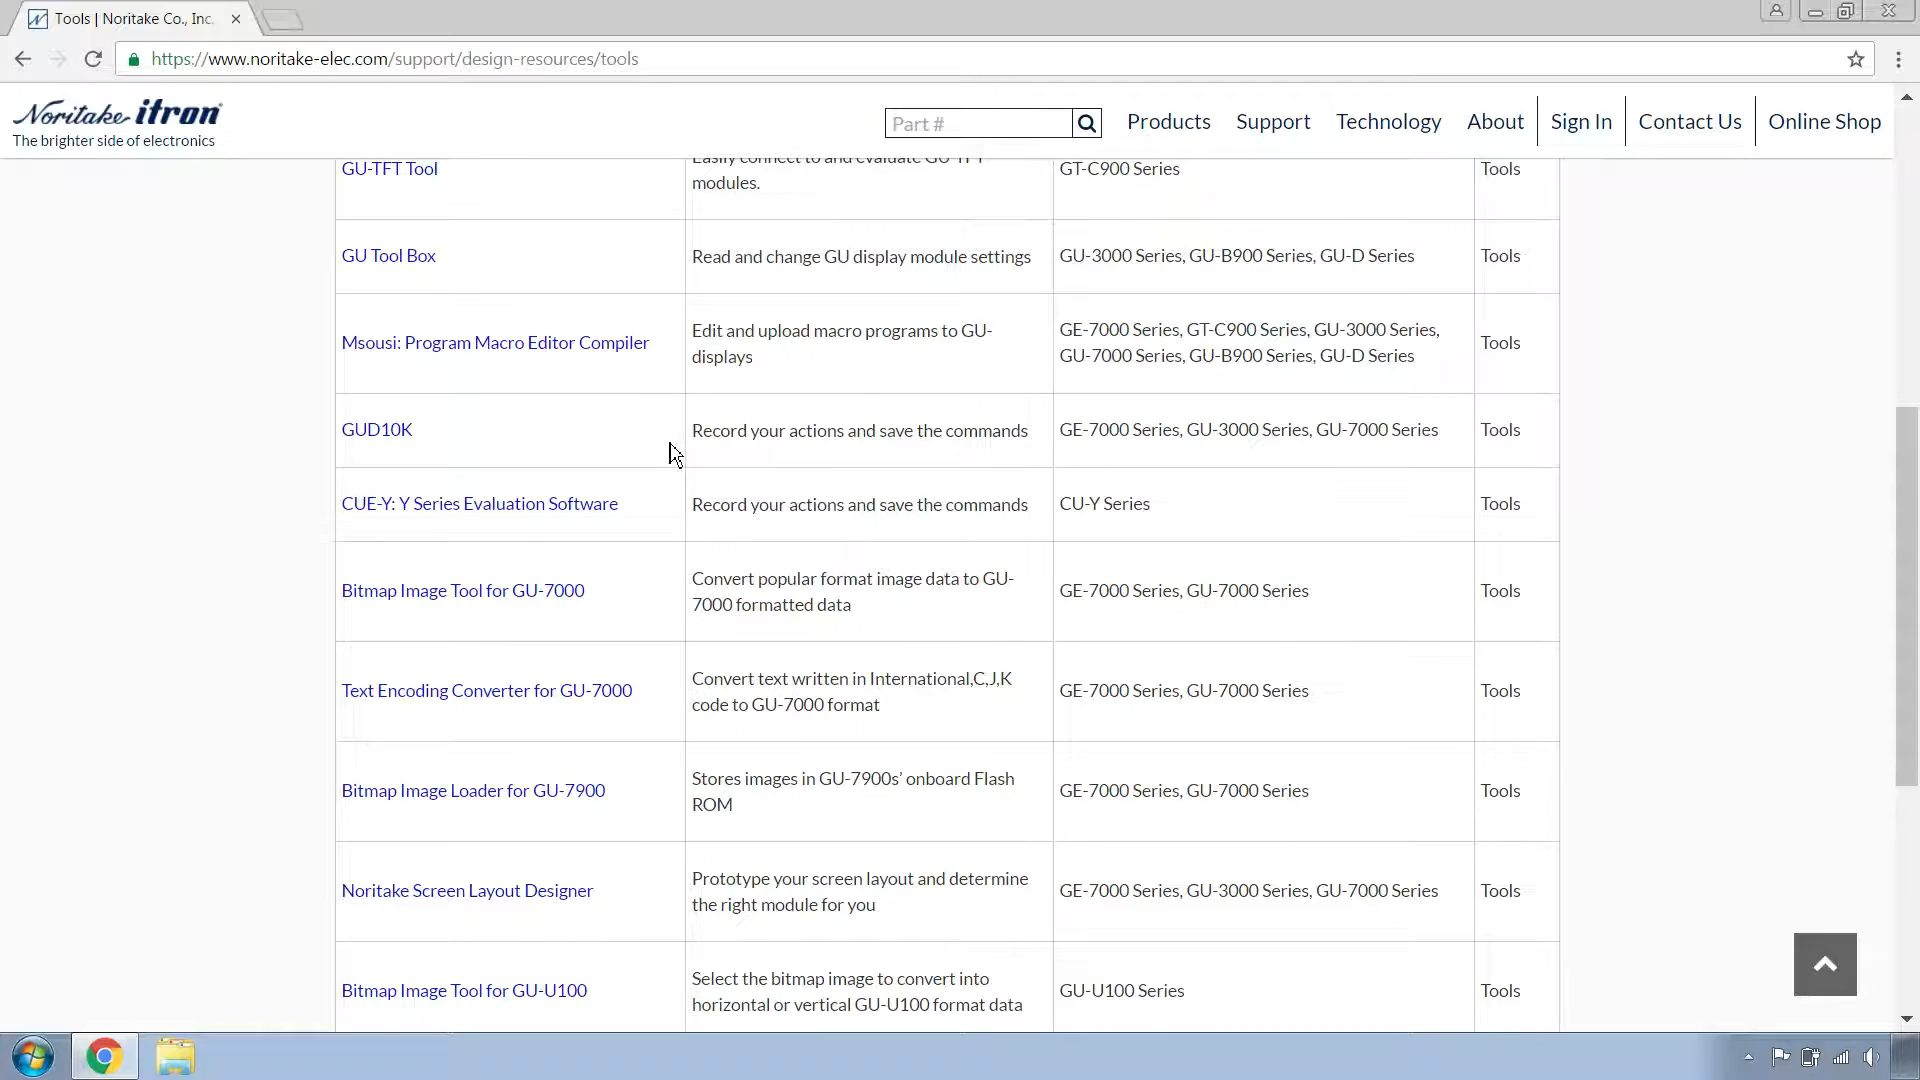 Tools | Noritake Co., Inc.
https://www.noritake-elec.com/support/design-resources/tools
Noritake itron
The brighter side of electronics
Part #
Products
Support
Technology
About
Sign In
Contact Us
Online Shop
GU-TFT Tool
Easily connect to and evaluate GU-TFT
modules.
GT-C900 Series
Tools
GU Tool Box
Read and change GU display module settings
GU-3000 Series, GU-B900 Series, GU-D Series
Tools
Msousi: Program Macro Editor Compiler
Edit and upload macro programs to GU-
displays
GE-7000 Series, GT-C900 Series, GU-3000 Series,
GU-7000 Series, GU-B900 Series, GU-D Series
Tools
GUD10K
Record your actions and save the commands
GE-7000 Series, GU-3000 Series, GU-7000 Series
Tools
CUE-Y: Y Series Evaluation Software
Record your actions and save the commands
CU-Y Series
Tools
Bitmap Image Tool for GU-7000
Convert popular format image data to GU-
7000 formatted data
GE-7000 Series, GU-7000 Series
Tools
Text Encoding Converter for GU-7000
Convert text written in International,C,J,K
code to GU-7000 format
GE-7000 Series, GU-7000 Series
Tools
Bitmap Image Loader for GU-7900
Stores images in GU-7900s’ onboard Flash
ROM
GE-7000 Series, GU-7000 Series
Tools
Noritake Screen Layout Designer
Prototype your screen layout and determine
the right module for you
GE-7000 Series, GU-3000 Series, GU-7000 Series
Tools
Bitmap Image Tool for GU-U100
Select the bitmap image to convert into
horizontal or vertical GU-U100 format data
GU-U100 Series
Tools